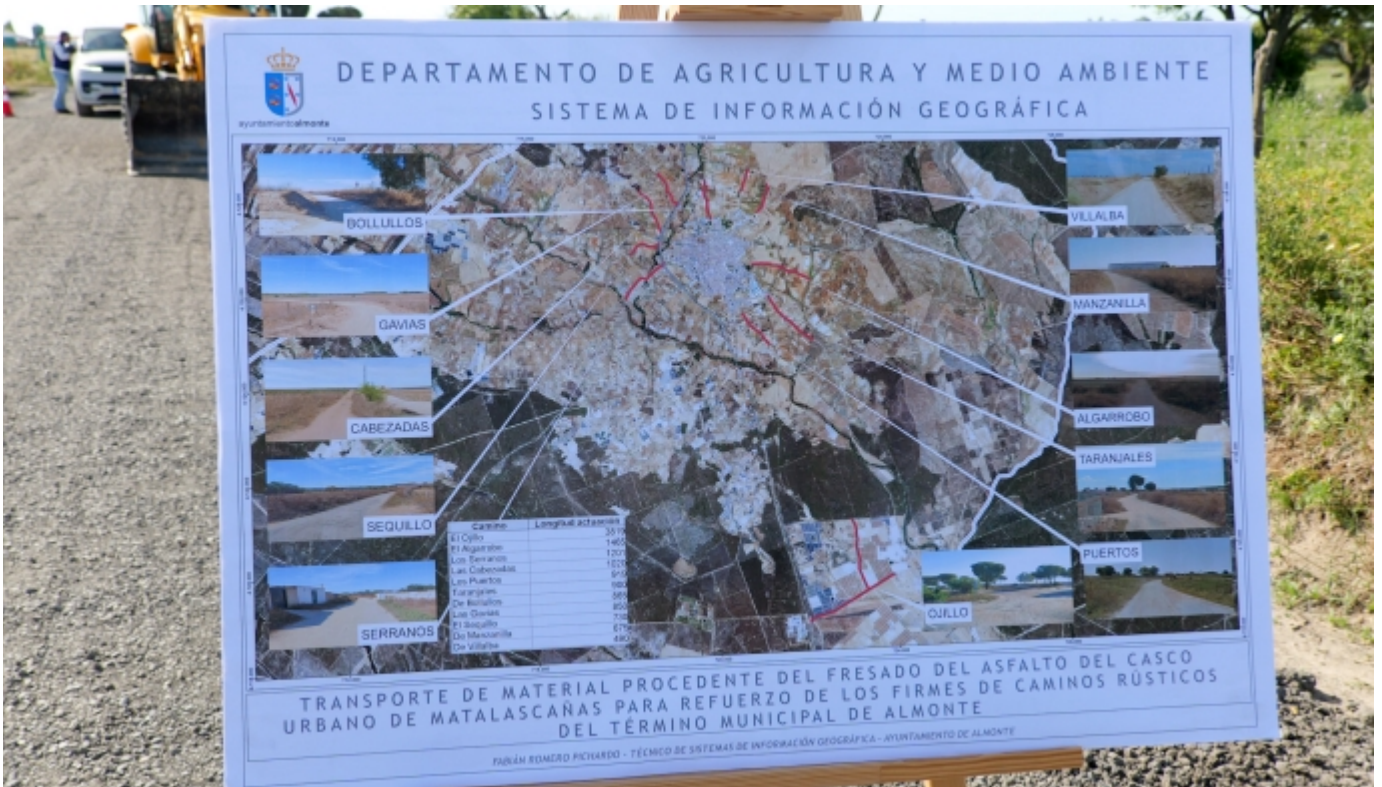 DEPARTAMENTO DE AGRICULTURA Y MEDIO AMBIENTE
SISTEMA DE INFORMACIÓN GEOGRÁFICA
ayuntamientoalmonte
BOLLULLOS
GAVIAS
CABEZADAS
SEQUILLO
SERRANOS
VILLALBA
MANZANILLA
ALGARROBO
TARANJALES
PUERTOS
OJILLO
Camino Longitud actuación
El Ojillo
El Algarrobo
Los Serranos 1201
Las Cabezadas
Los Puertos
Taranjales
De Bollullos
Las Gavias
El Sequillo
De Manzanilla
De Villalba
TRANSPORTE DE MATERIAL PROCEDENTE DEL FRESADO DEL ASFALTO DEL CASCO
URBANO DE MATALASCAÑAS PARA REFUERZO DE LOS FIRMES DE CAMINOS RÚSTICOS
DEL TÉRMINO MUNICIPAL DE ALMONTE
FABIÁN ROMERO PICHARDO - TÉCNICO DE SISTEMAS DE INFORMACIÓN GEOGRÁFICA - AYUNTAMIENTO DE ALMONTE